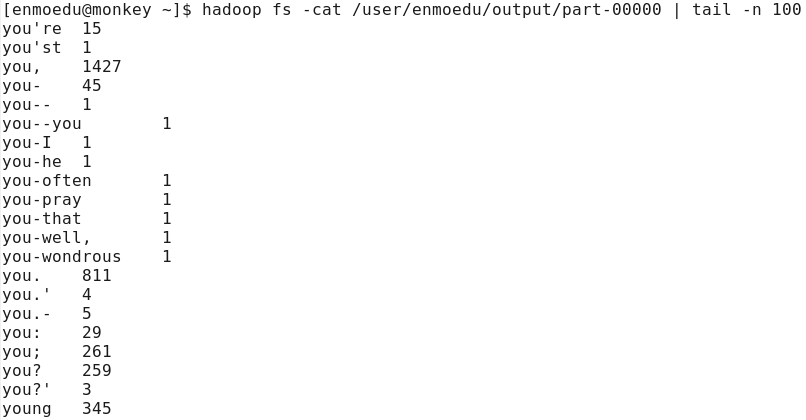 [enmoedu@monkey ~]$ hadoop fs -cat /user/enmoedu/output/part-00000 | tail -n 100
you're	15
you'st	1
you,	1427
you-	45
you--	1
you--you	1
you-I	1
you-he	1
you-often	1
you-pray	1
you-that	1
you-well,	1
you-wondrous	1
you.	811
you.'	4
you.-	5
you:	29
you;	261
you?	259
you?'	3
young	345